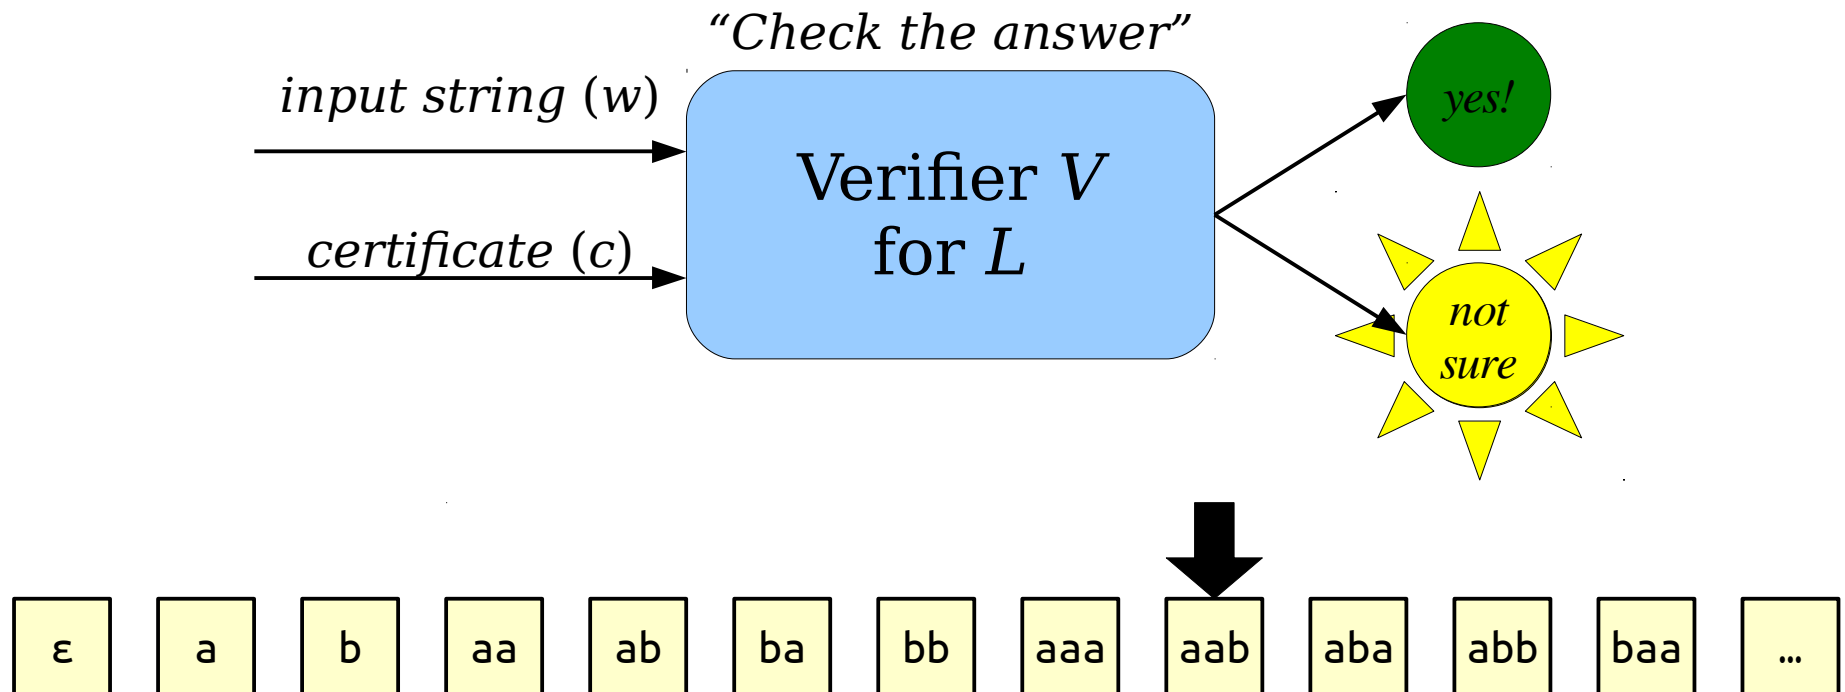 “Check the answer”
input string (w)
certificate (c)
Verifier V
for L
yes!
not
sure
ε a b aa ab ba bb aaa aab aba abb baa …